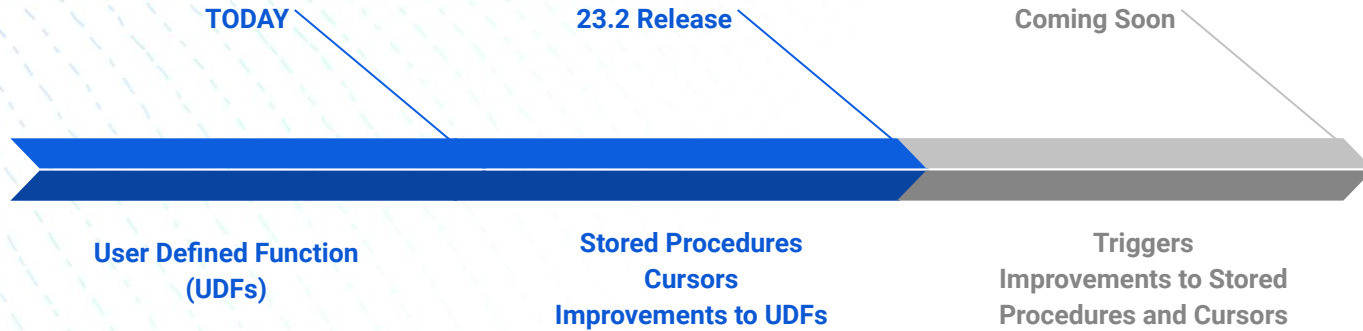 TODAY
23.2 Release
Coming Soon
User Defined Function
(UDFs)
Stored Procedures
Cursors
Improvements to UDFs
Triggers
Improvements to Stored
Procedures and Cursors